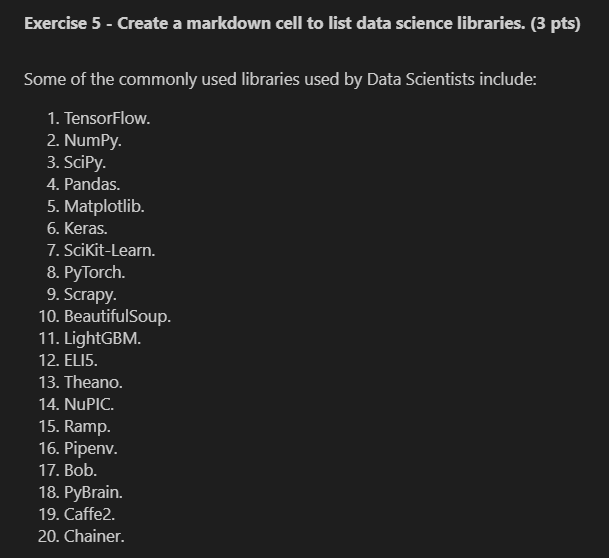 Exercise 5 - Create a markdown cell to list data science libraries. (3 pts)
Some of the commonly used libraries used by Data Scientists include:
1. TensorFlow.
2. NumPy.
3. SciPy.
4. Pandas.
5. Matplotlib.
6. Keras.
7. SciKit-Learn.
8. PyTorch.
9. Scrapy.
10. BeautifulSoup.
11. LightGBM.
12. ELI5.
13. Theano.
14. NuPIC.
15. Ramp.
16. Pipenv.
17. Bob.
18. PyBrain.
19. Caffe2.
20. Chainer.